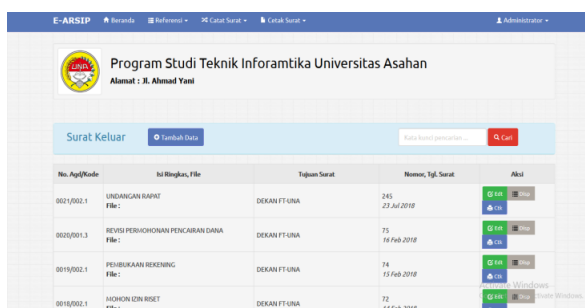 E-ARSIP Beranda Referensi Catat Surat Cetak Surat Administrator
UNA
Program Studi Teknik Inforamtika Universitas Asahan
Alamat : Jl. Ahmad Yani
Surat Keluar Tambah Data Kata kunci pencarian ... Cari
No. Agd/Kode Isi Ringkas, File Tujuan Surat Nomor, Tgl. Surat Aksi
0021/002.1 UNDANGAN RAPAT DEKAN FT-UNA 245 Edit Disp
File : 23 Jul 2018 Ctk
0020/001.3 REVISI PERMOHONAN PENCAIRAN DANA DEKAN FT-UNA 75 Edit Disp
File : 16 Feb 2018 Ctk
0019/002.1 PEMBUKAAN REKENING DEKAN FT-UNA 74 Edit Disp
File : 15 Feb 2018 Ctk
Activate Windows
0018/002.1 MOHON IZIN RISET DEKAN FT-UNA 72 Edit Disp
File : 14 Feb 2018